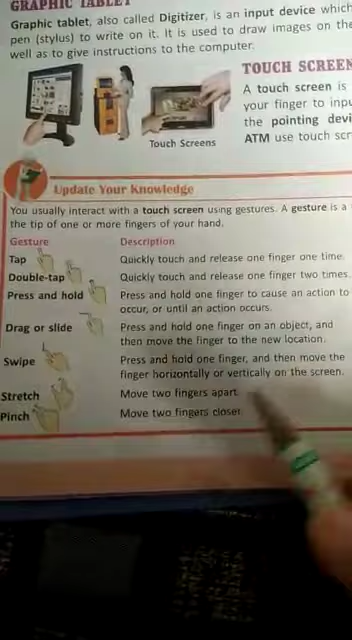 GRAPHIC TABLET
Graphic tablet, also called Digitizer, is an input device which
pen (stylus) to write on it. It is used to draw images on the
well as to give instructions to the computer.
TOUCH SCREEN
A touch screen is
your finger to inpu
the pointing devi
ATM use touch scr
Touch Screens
Update Your Knowledge
You usually interact with a touch screen using gestures. A gesture is a
the tip of one or more fingers of your hand.
Gesture Description
Tap Quickly touch and release one finger one time.
Double-tap Quickly touch and release one finger two times.
Press and hold Press and hold one finger to cause an action to
occur, or until an action occurs.
Drag or slide Press and hold one finger on an object, and
then move the finger to the new location.
Swipe Press and hold one finger, and then move the
finger horizontally or vertically on the screen.
Stretch Move two fingers apart.
Pinch Move two fingers closer.